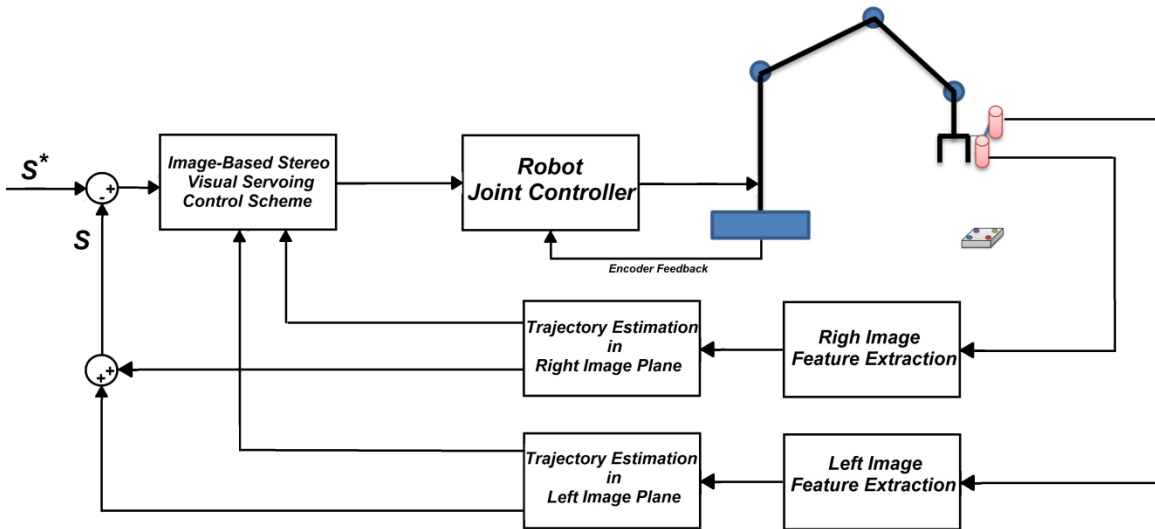 S*
-
+
S
Image-Based Stereo
Visual Servoing
Control Scheme
Robot
Joint Controller
Encoder Feedback
Trajectory Estimation
in
Right Image Plane
Righ Image
Feature Extraction
+
+
Trajectory Estimation
in
Left Image Plane
Left Image
Feature Extraction